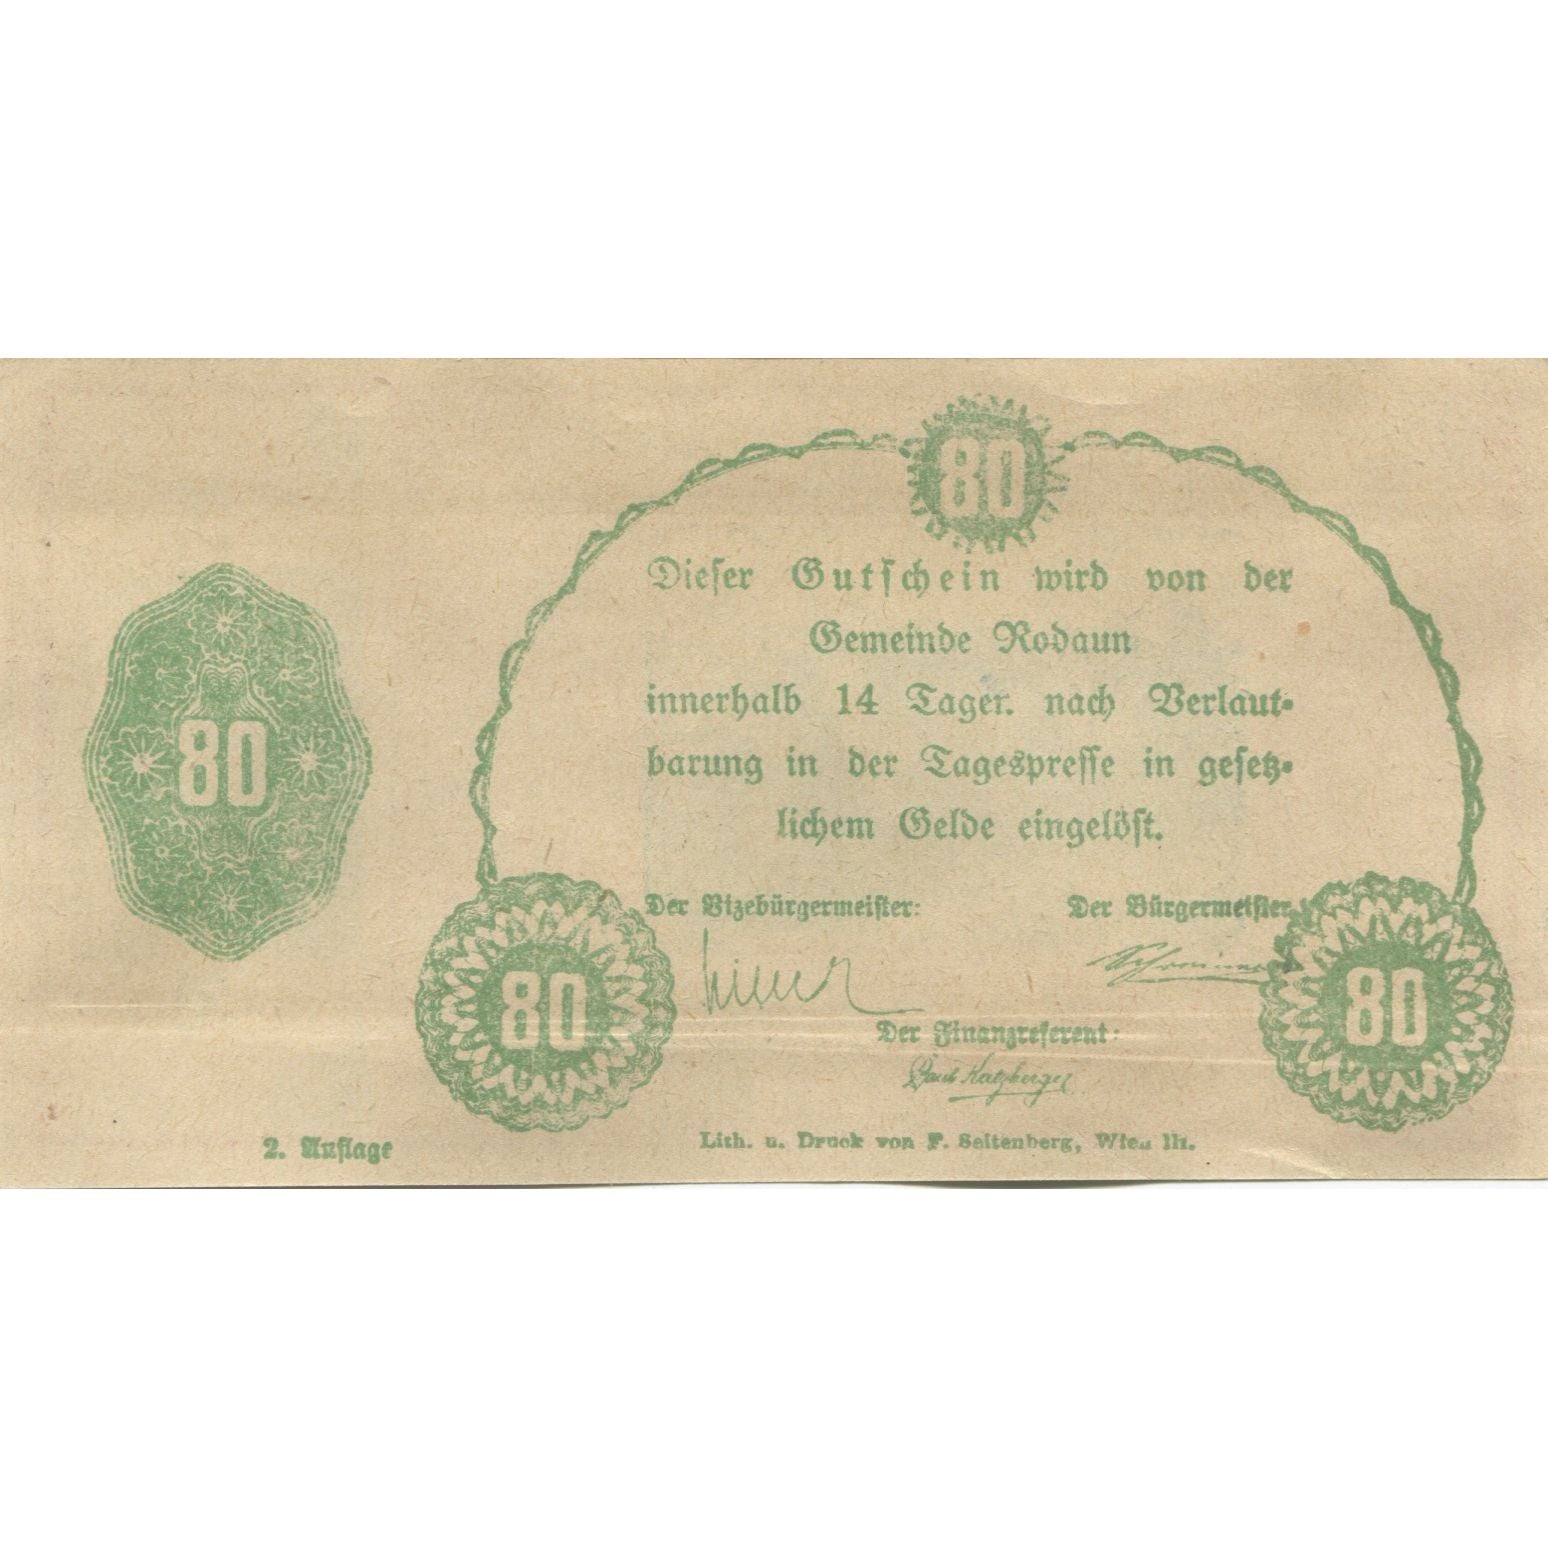 80
Dieser Gutschein wird von der
Gemeinde Rodaun
innerhalb 14 Tager. nach Verlaut-
barung in der Tagespresse in gesetz-
lichem Gelde eingelöst.
80
Der Vizebürgermeister:
Der Bürgermeister
80
80
Der Finanzreferent:
Katzberger
2. Auflage
Lith. u. Druck von F. Seitenberg, Wien III.